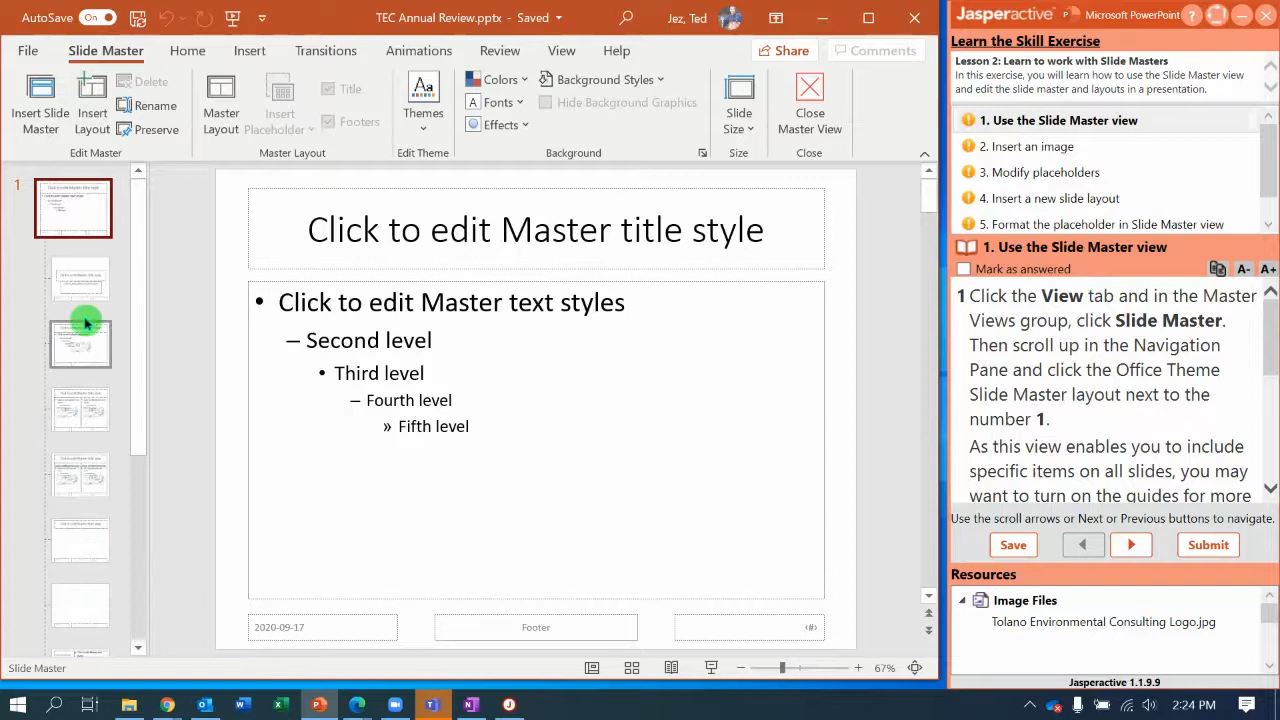 AutoSave On TEC Annual Review.pptx - Saved Jez, Ted
File Slide Master Home Insert Transitions Animations Review View Help Share Comments
Insert Slide Master
Insert Layout
Delete
Rename
Preserve
Edit Master
Master Layout
Insert Placeholder
Title
Footers
Master Layout
Aa
Themes
Edit Theme
Colors
Fonts
Effects
Background Styles
Hide Background Graphics
Background
Slide Size
Size
Close Master View
Close
1
Click to edit Master title style
• Click to edit Master text styles
– Second level
• Third level
– Fourth level
» Fifth level
2020-09-17 Footer ‹#›
Slide Master 67%
Jasperactive Microsoft PowerPoint
Learn the Skill Exercise
Lesson 2: Learn to work with Slide Masters
In this exercise, you will learn how to use the Slide Master view
and edit the slide master and layouts in a presentation.
1. Use the Slide Master view
2. Insert an image
3. Modify placeholders
4. Insert a new slide layout
5. Format the placeholder in Slide Master view
1. Use the Slide Master view
Mark as answered A- A+
1 Click the View tab and in the Master
Views group, click Slide Master.
Then scroll up in the Navigation
Pane and click the Office Theme
Slide Master layout next to the
number 1.
As this view enables you to include
specific items on all slides, you may
want to turn on the guides for more
Use the scroll arrows or Next or Previous buttons to navigate.
Save Submit
Resources
Image Files
Tolano Environmental Consulting Logo.jpg
Jasperactive 1.1.9.9
2:24 PM